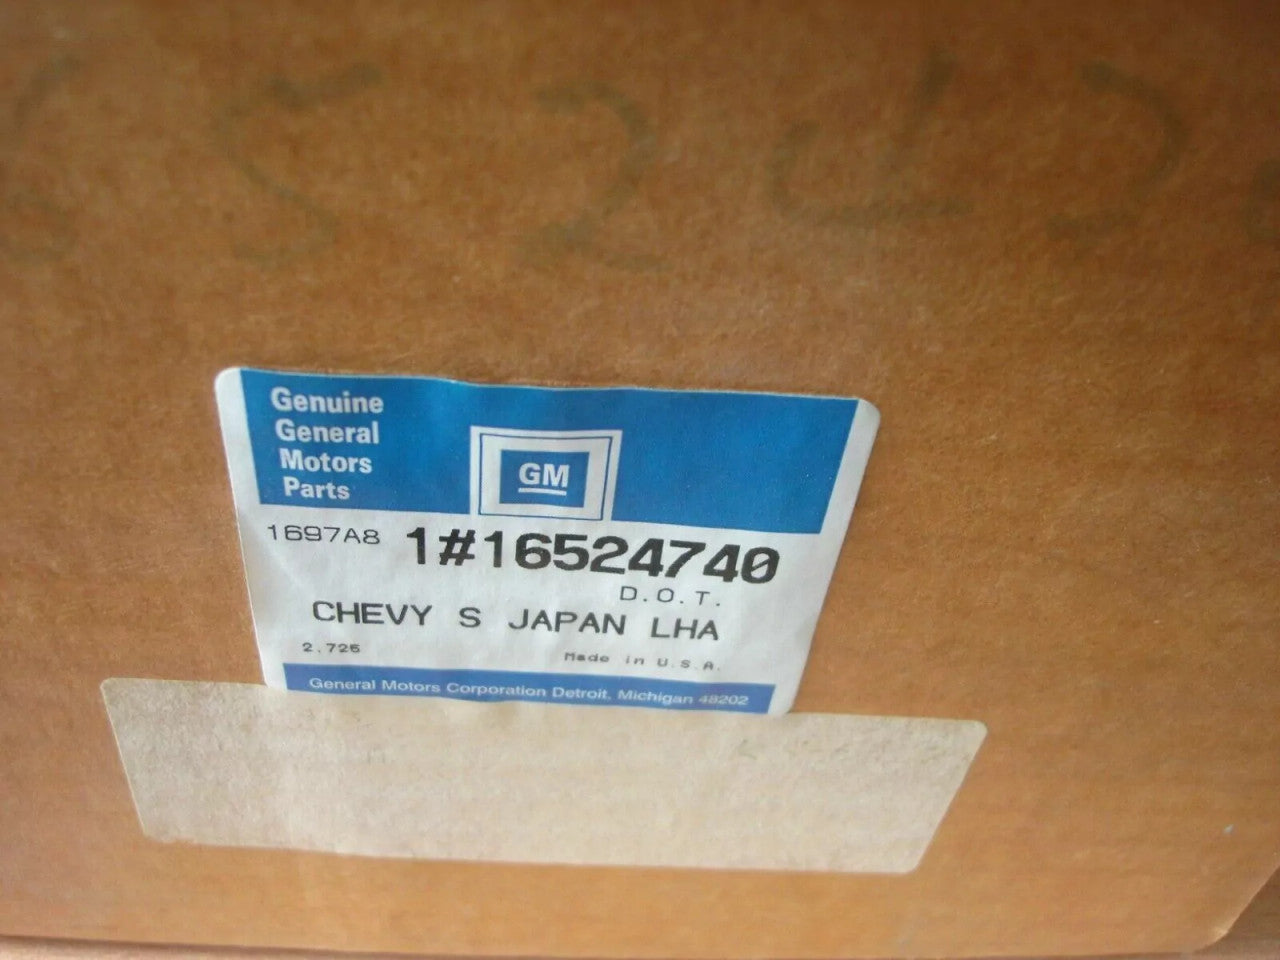 Genuine
General
Motors
Parts
GM
1697A8 1#16524740
D.O.T.
CHEVY S JAPAN LHA
2.726 Made in U.S.A.
General Motors Corporation Detroit, Michigan 48202